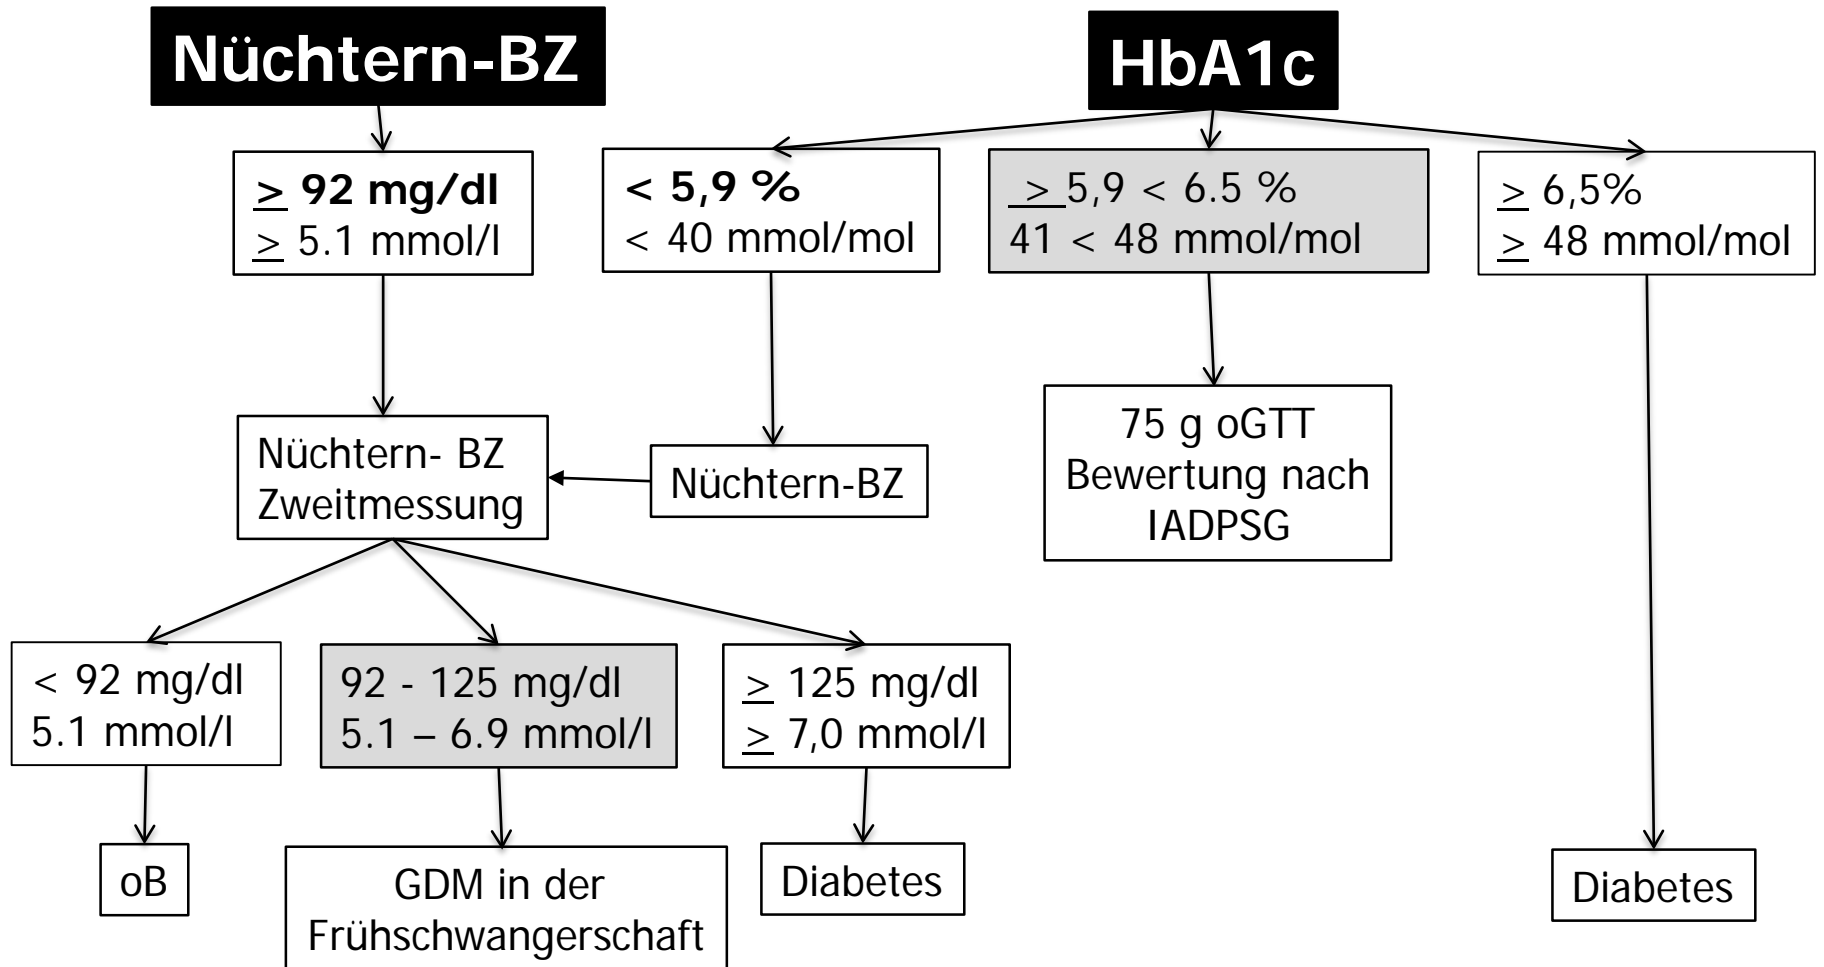 Nüchtern-BZ
HbA1c
≥ 92 mg/dl
≥ 5.1 mmol/l
< 5,9 %
< 40 mmol/mol
≥ 5,9 < 6.5 %
41 < 48 mmol/mol
≥ 6,5%
≥ 48 mmol/mol
Nüchtern- BZ
Zweitmessung
Nüchtern-BZ
75 g oGTT
Bewertung nach
IADPSG
< 92 mg/dl
5.1 mmol/l
92 - 125 mg/dl
5.1 – 6.9 mmol/l
≥ 125 mg/dl
≥ 7,0 mmol/l
oB
GDM in der
Frühschwangerschaft
Diabetes
Diabetes